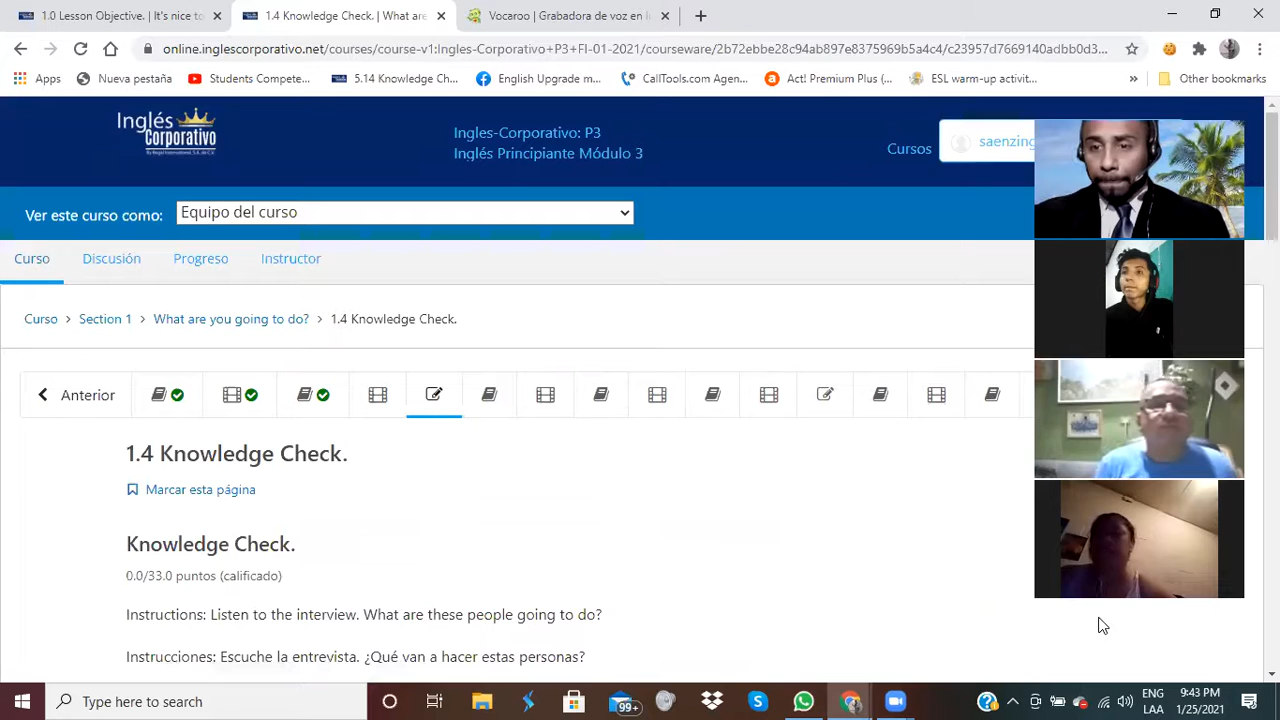 1.0 Lesson Objective. | It's nice to
1.4 Knowledge Check. | What are
Vocaroo | Grabadora de voz en l
online.inglescorporativo.net/courses/course-v1:Ingles-Corporativo+P3+FI-01-2021/courseware/2b72ebbe28c94ab897e8375969b5a4c4/c23957d7669140adbb0d3...
Apps
Nueva pestaña
Students Compete...
5.14 Knowledge Ch...
English Upgrade m...
CallTools.com Agen...
Act! Premium Plus (...
ESL warm-up activit...
»
Other bookmarks
Inglés
Corporativo
By Regal International, S.A. de C.V.
Ingles-Corporativo: P3
Inglés Principiante Módulo 3
Cursos
saenzing
Ver este curso como:
Equipo del curso
Curso
Discusión
Progreso
Instructor
Curso > Section 1 > What are you going to do? > 1.4 Knowledge Check.
Anterior
1.4 Knowledge Check.
Marcar esta página
Knowledge Check.
0.0/33.0 puntos (calificado)
Instructions: Listen to the interview. What are these people going to do?
Instrucciones: Escuche la entrevista. ¿Qué van a hacer estas personas?
Type here to search
99+
ENG
LAA
9:43 PM
1/25/2021